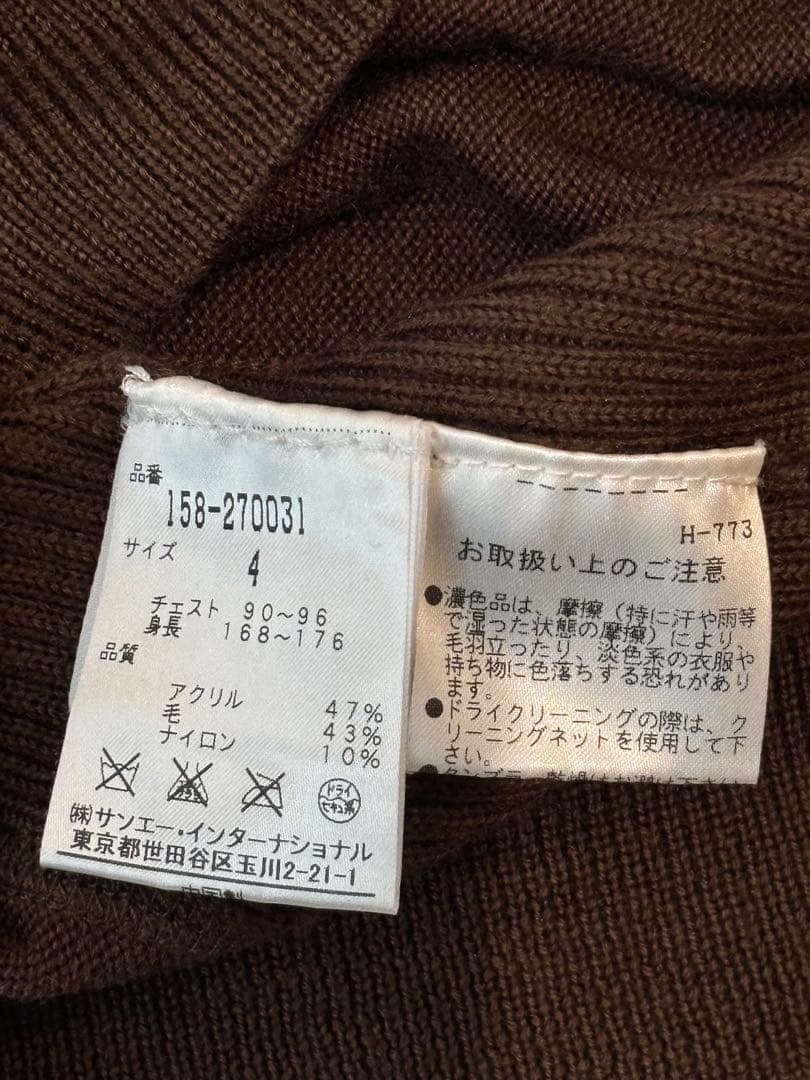 品番
158-270031
サイズ
4
チェスト 90~96
身長 168~176
品質
アクリル 47%
毛 43%
ナイロン 10%
ドライ
セキユ系
㈱サンエー・インターナショナル
東京都世田谷区玉川2-21-1
中国製
H-773
お取扱い上のご注意
●濃色品は、摩擦(特に汗や雨等
で湿った状態の摩擦)により、
毛羽立ったり、淡色系の衣服や
持ち物に色落ちする恐れがあり
ます。
●ドライクリーニングの際は、ク
リーニングネットを使用して下
さい。